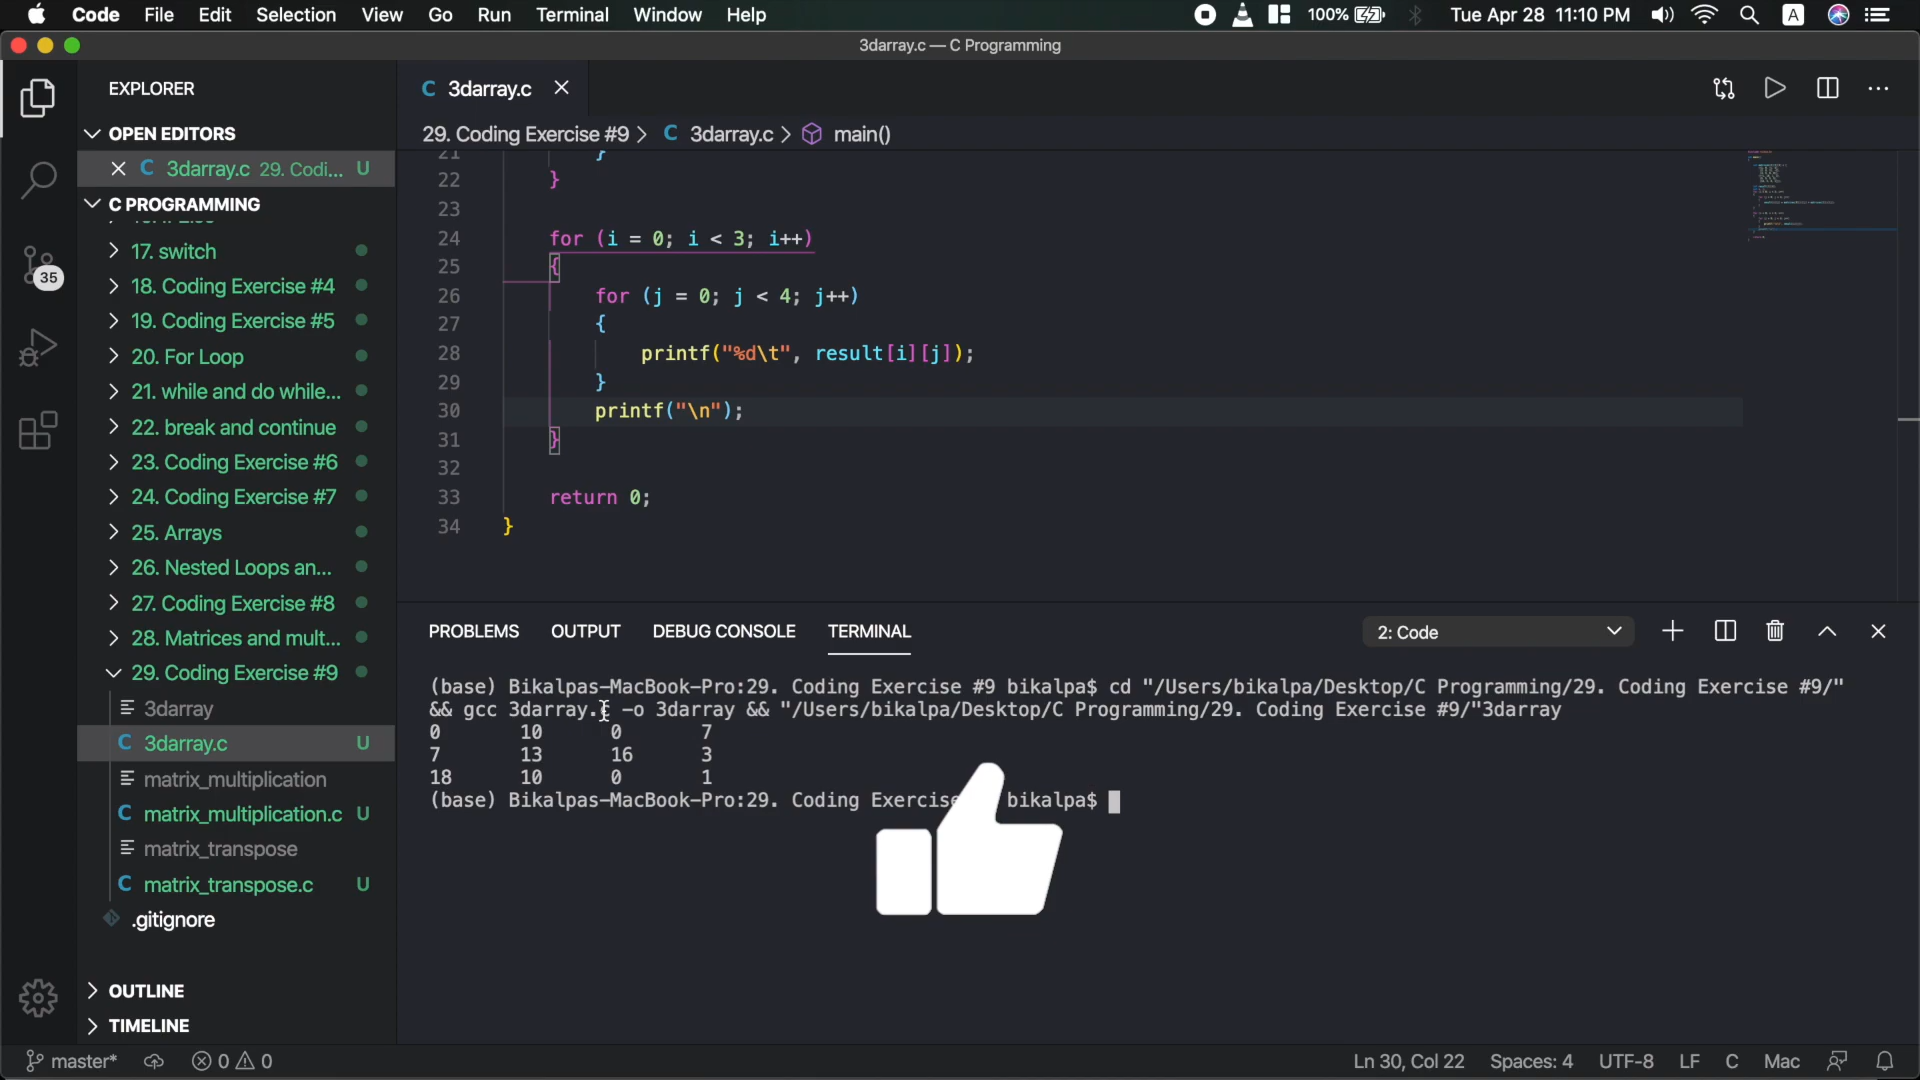 Code File Edit Selection View Go Run Terminal Window Help 100% Tue Apr 28 11:10 PM A
3darray.c — C Programming
EXPLORER
OPEN EDITORS
3darray.c 29. Codi... U
C PROGRAMMING
17. switch
18. Coding Exercise #4
19. Coding Exercise #5
20. For Loop
21. while and do while...
22. break and continue
23. Coding Exercise #6
24. Coding Exercise #7
25. Arrays
26. Nested Loops an...
27. Coding Exercise #8
28. Matrices and mult...
29. Coding Exercise #9
3darray
C 3darray.c U
matrix_multiplication
C matrix_multiplication.c U
matrix_transpose
C matrix_transpose.c U
.gitignore
OUTLINE
TIMELINE
35
C 3darray.c
29. Coding Exercise #9 > C 3darray.c > main()
21 }
22 }
23
24 for (i = 0; i < 3; i++)
25 {
26 for (j = 0; j < 4; j++)
27 {
28 printf("%d\t", result[i][j]);
29 }
30 printf("\n");
31 }
32
33 return 0;
34 }
PROBLEMS OUTPUT DEBUG CONSOLE TERMINAL 2: Code
(base) Bikalpas-MacBook-Pro:29. Coding Exercise #9 bikalpa$ cd "/Users/bikalpa/Desktop/C Programming/29. Coding Exercise #9/"
&& gcc 3darray.c -o 3darray && "/Users/bikalpa/Desktop/C Programming/29. Coding Exercise #9/"3darray
0 10 0 7
7 13 16 3
18 10 0 1
(base) Bikalpas-MacBook-Pro:29. Coding Exercise bikalpa$
master* 0 0 Ln 30, Col 22 Spaces: 4 UTF-8 LF C Mac